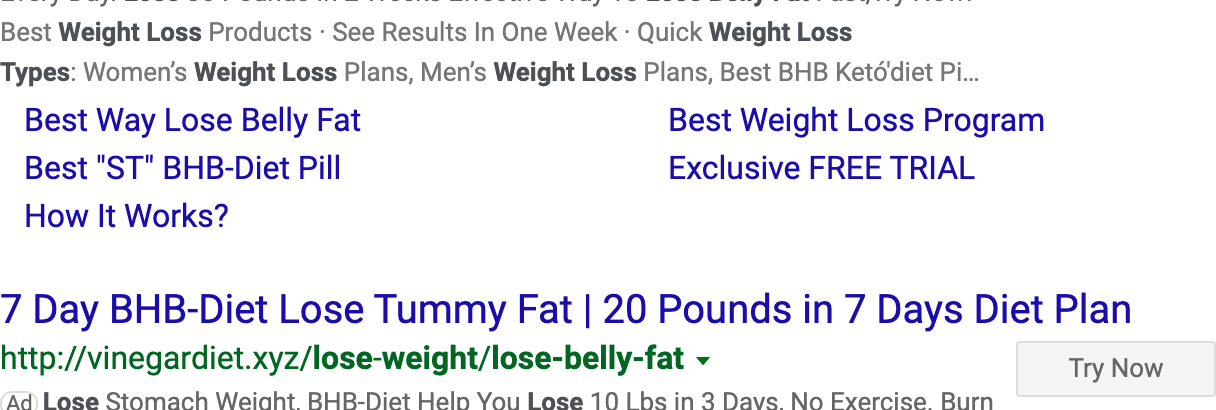 Best Weight Loss Products · See Results In One Week · Quick Weight Loss
Types: Women’s Weight Loss Plans, Men’s Weight Loss Plans, Best BHB Ketó'diet Pi…
Best Way Lose Belly Fat
Best Weight Loss Program
Best "ST" BHB-Diet Pill
Exclusive FREE TRIAL
How It Works?
7 Day BHB-Diet Lose Tummy Fat | 20 Pounds in 7 Days Diet Plan
http://vinegardiet.xyz/lose-weight/lose-belly-fat
Try Now
Ad Lose Stomach Weight, BHB-Diet Help You Lose 10 Lbs in 3 Days, No Exercise. Burn